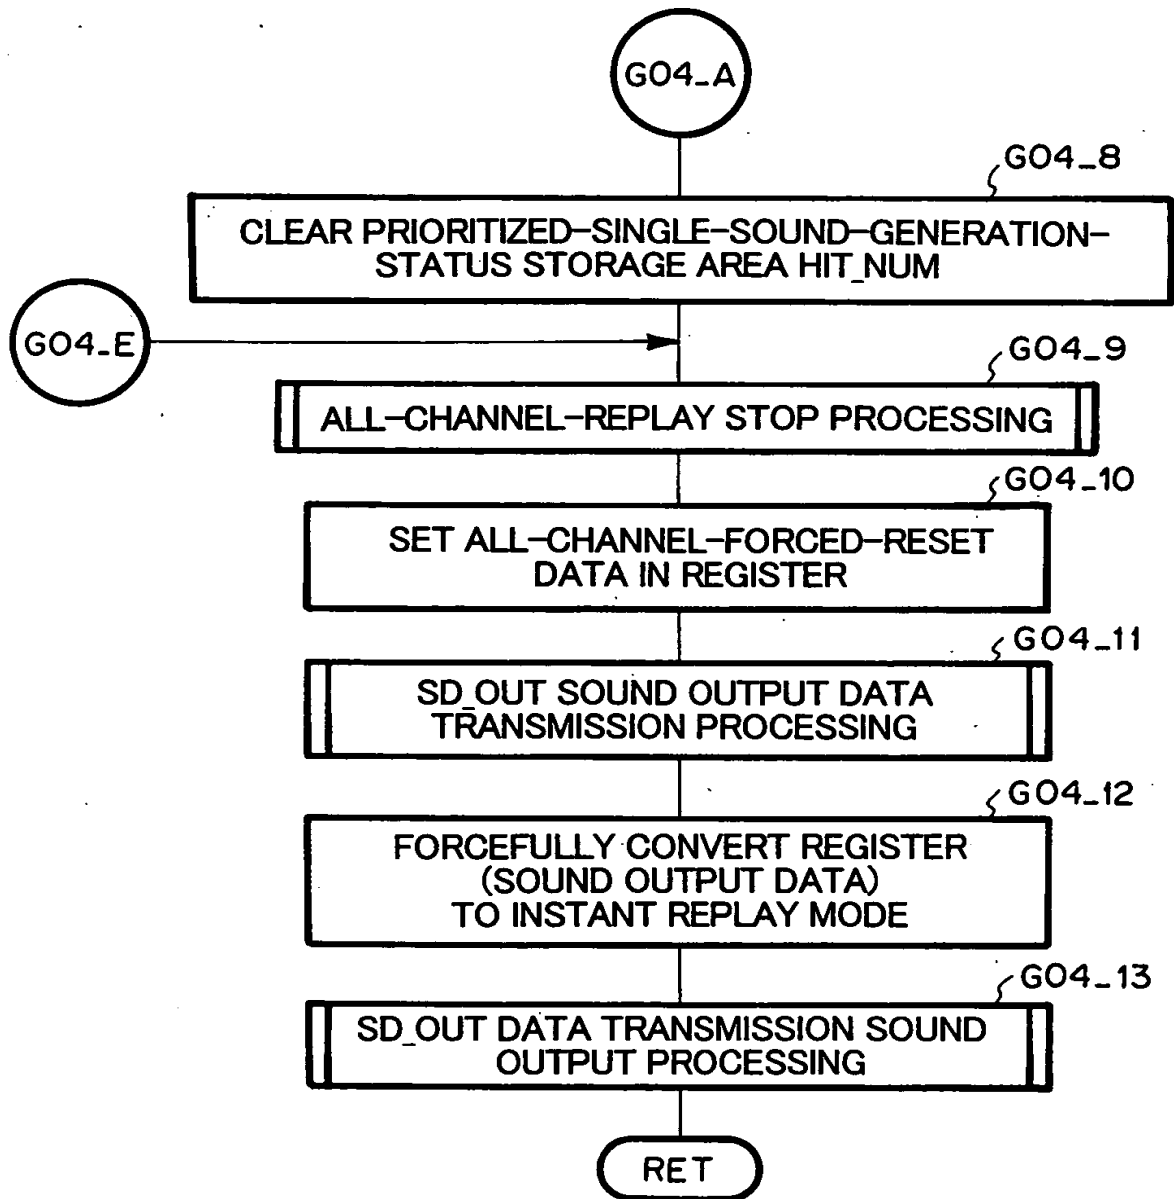 G04_A
G04_8
CLEAR PRIORITIZED-SINGLE-SOUND-GENERATION-
STATUS STORAGE AREA HIT_NUM
G04_E
G04_9
ALL-CHANNEL-REPLAY STOP PROCESSING
G04_10
SET ALL-CHANNEL-FORCED-RESET
DATA IN REGISTER
G04_11
SD_OUT SOUND OUTPUT DATA
TRANSMISSION PROCESSING
G04_12
FORCEFULLY CONVERT REGISTER
(SOUND OUTPUT DATA)
TO INSTANT REPLAY MODE
G04_13
SD_OUT DATA TRANSMISSION SOUND
OUTPUT PROCESSING
RET